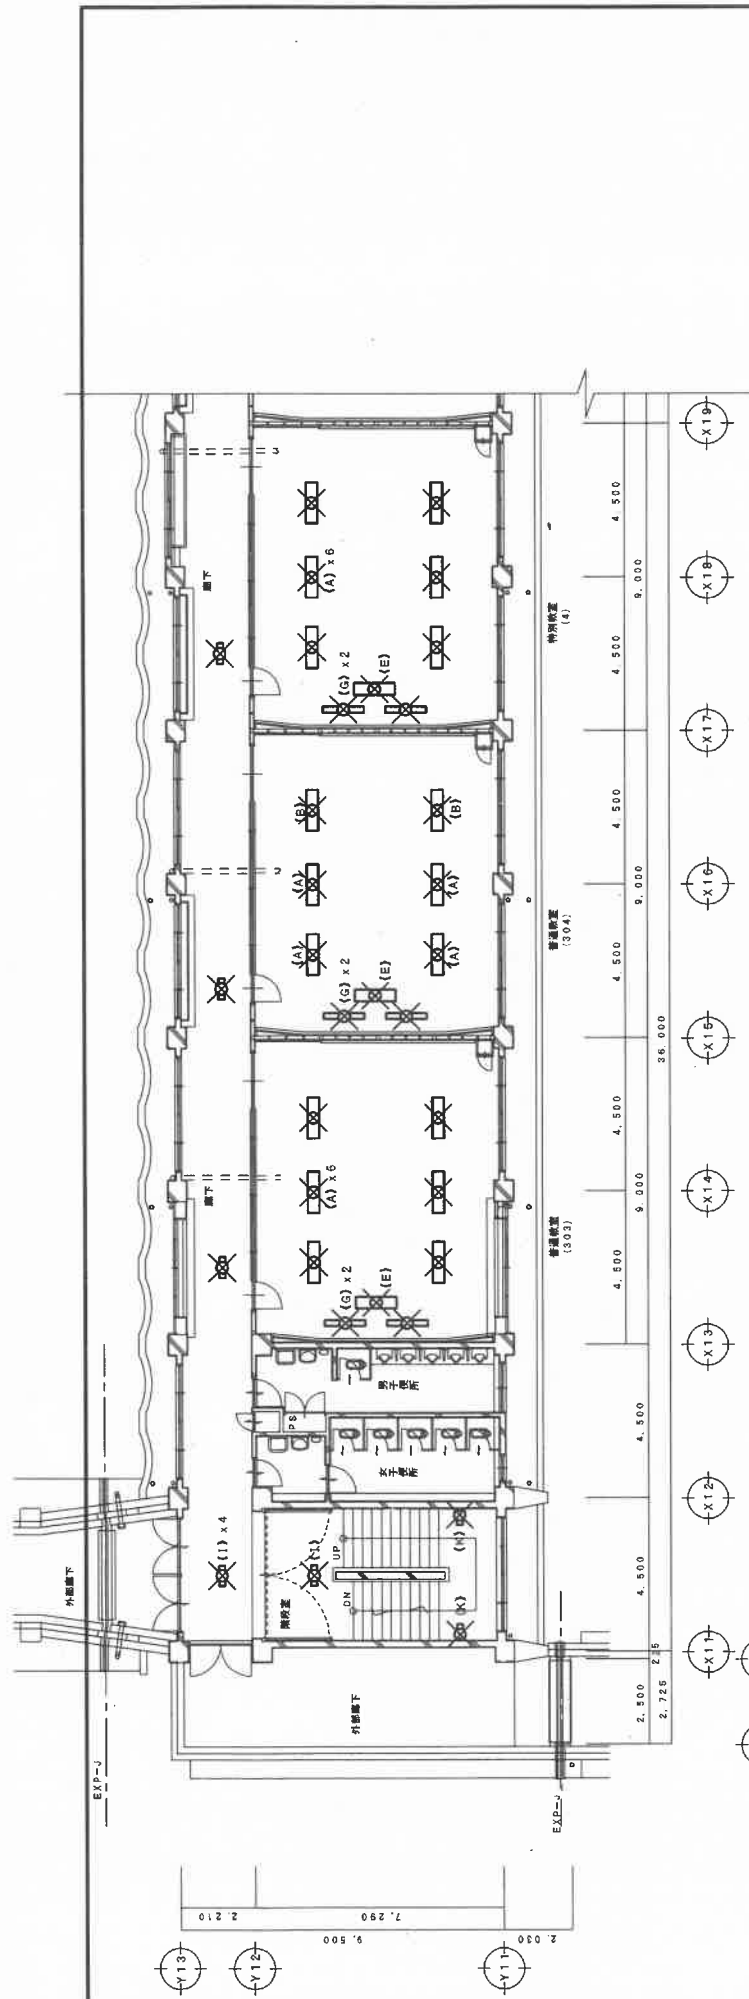 廊下
(A) x 6
(G) x 2
(E)
特別教室
(4)
X19
4.500
X18
9.000
4.500
X17
(B)
(B)
(A)
(A)
(A)
(A)
(G) x 2
(E)
普通教室
(304)
4.500
X16
9.000
4.500
X15
36.000
廊下
(A) x 6
(G) x 2
(E)
普通教室
(303)
4.500
X14
9.000
4.500
X13
男子便所
PS
女子便所
4.500
X12
外部廊下
(I) x 4
(I)
階段室
UP
DN
(K)
(K)
4.500
X11
225
2.500
2.725
外部廊下
EXP-J
EXP-J
2.210
7.290
9.500
2.030
Y13
Y12
Y11